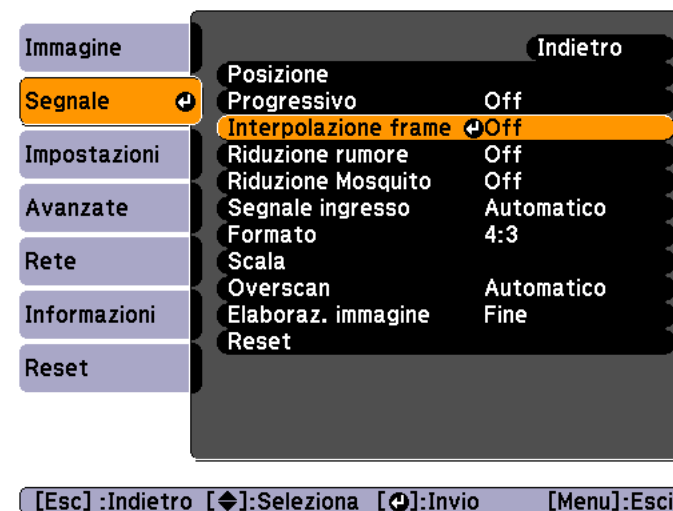 Immagine
Segnale
Impostazioni
Avanzate
Rete
Informazioni
Reset
Indietro
Posizione
Progressivo Off
Interpolazione frame Off
Riduzione rumore Off
Riduzione Mosquito Off
Segnale ingresso Automatico
Formato 4:3
Scala
Overscan Automatico
Elaboraz. immagine Fine
Reset
[Esc] :Indietro [◆]:Seleziona [⏎]:Invio [Menu]:Esci